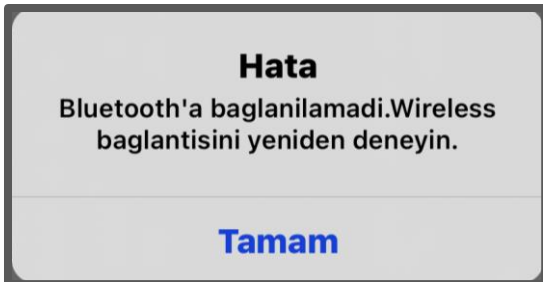 Hata
Bluetooth'a baglanilamadi.Wireless
baglantisini yeniden deneyin.
Tamam